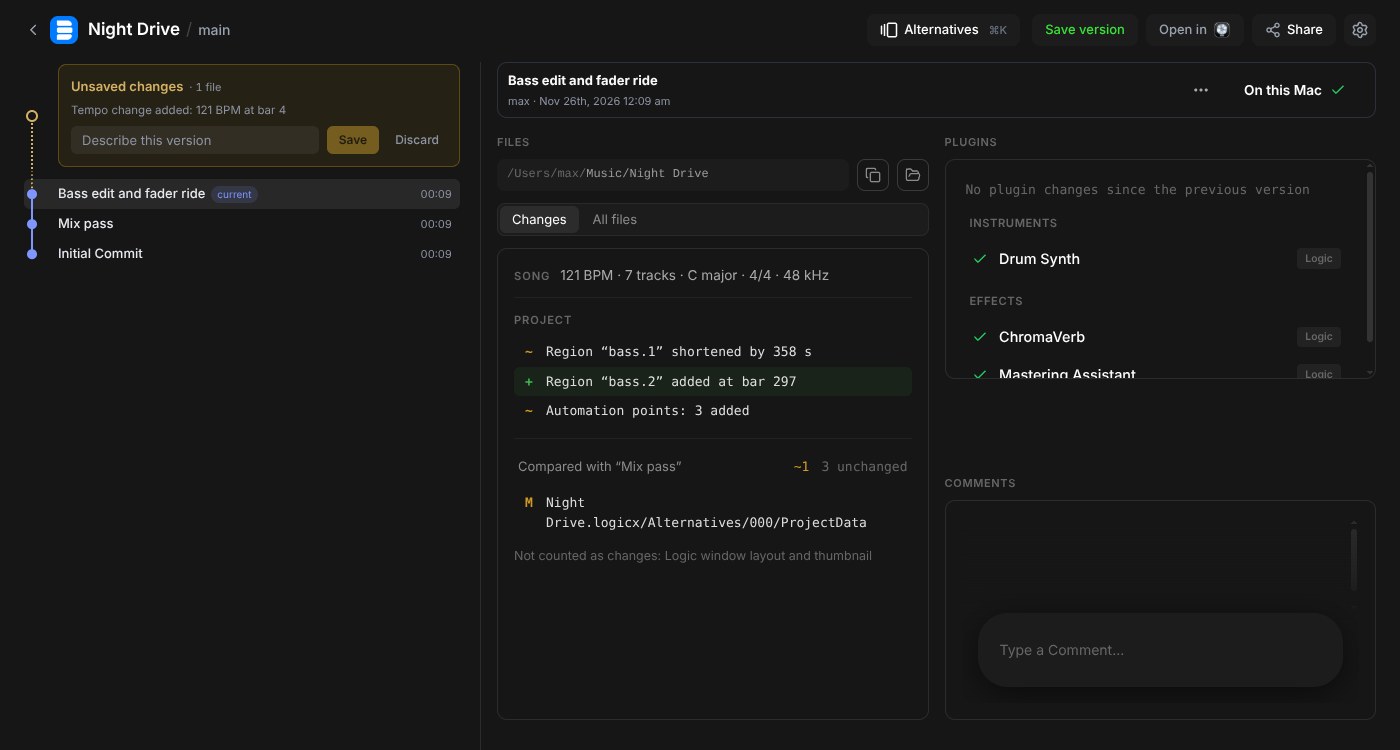 Night Drive / main
Alternatives ⌘K
Save version
Open in
Share
Unsaved changes · 1 file
Tempo change added: 121 BPM at bar 4
Describe this version
Save
Discard
Bass edit and fader ride current 00:09
Mix pass 00:09
Initial Commit 00:09
Bass edit and fader ride
max · Nov 26th, 2026 12:09 am
On this Mac
FILES
/Users/max/Music/Night Drive
Changes
All files
SONG 121 BPM · 7 tracks · C major · 4/4 · 48 kHz
PROJECT
~ Region “bass.1” shortened by 358 s
+ Region “bass.2” added at bar 297
~ Automation points: 3 added
Compared with “Mix pass” ~1 3 unchanged
M Night
Drive.logicx/Alternatives/000/ProjectData
Not counted as changes: Logic window layout and thumbnail
PLUGINS
No plugin changes since the previous version
INSTRUMENTS
Drum Synth Logic
EFFECTS
ChromaVerb Logic
Mastering Assistant Logic
COMMENTS
Type a Comment...